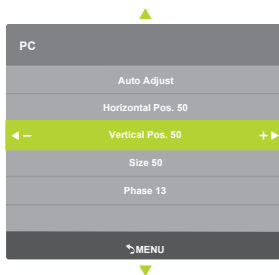 PC
Auto Adjust
Horizontal Pos. 50
– Vertical Pos. 50 +
Size 50
Phase 13
MENU